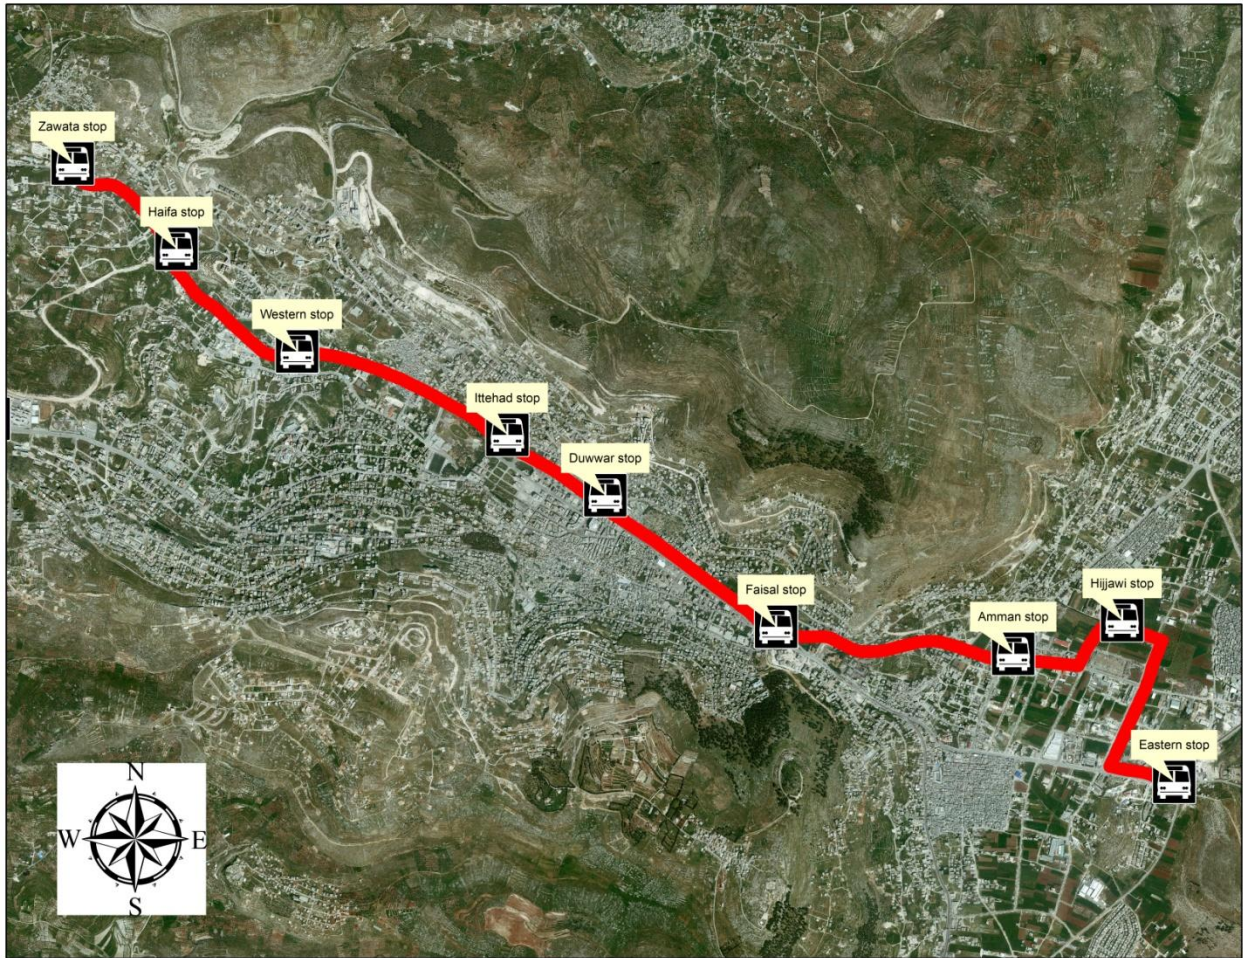 Zawata stop
Haifa stop
Western stop
Ittehad stop
Duwwar stop
Faisal stop
Hijjawi stop
Amman stop
Eastern stop
N
W E
S